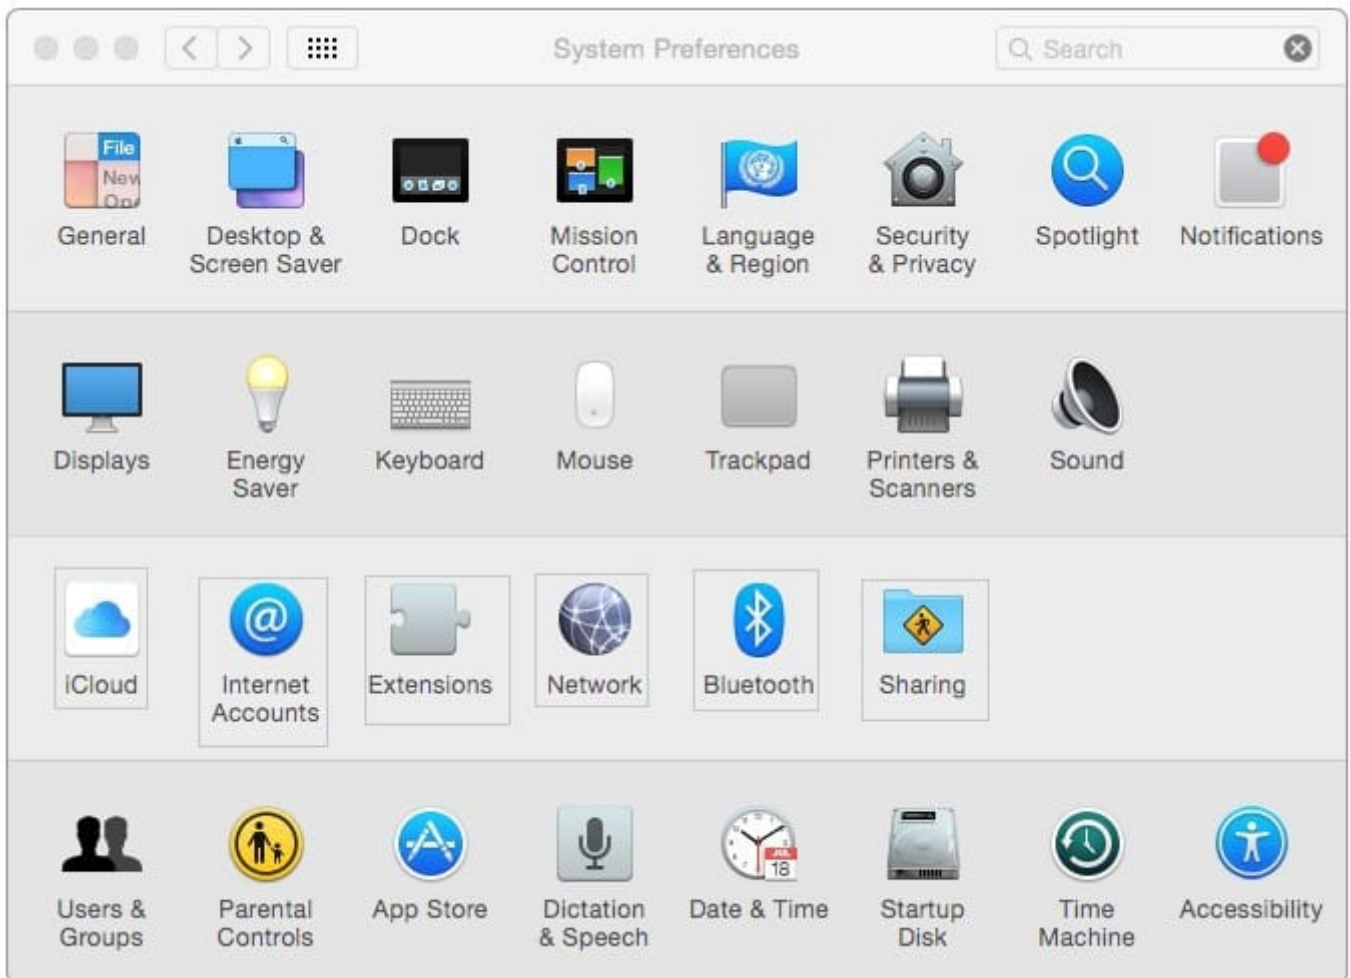 System Preferences
Search
File
New
Ope
General
Desktop &
Screen Saver
Dock
Mission
Control
Language
& Region
Security
& Privacy
Spotlight
Notifications
Displays
Energy
Saver
Keyboard
Mouse
Trackpad
Printers &
Scanners
Sound
@
iCloud
Internet
Accounts
Extensions
Network
Bluetooth
Sharing
JUL
18
Users &
Groups
Parental
Controls
App Store
Dictation
& Speech
Date & Time
Startup
Disk
Time
Machine
Accessibility